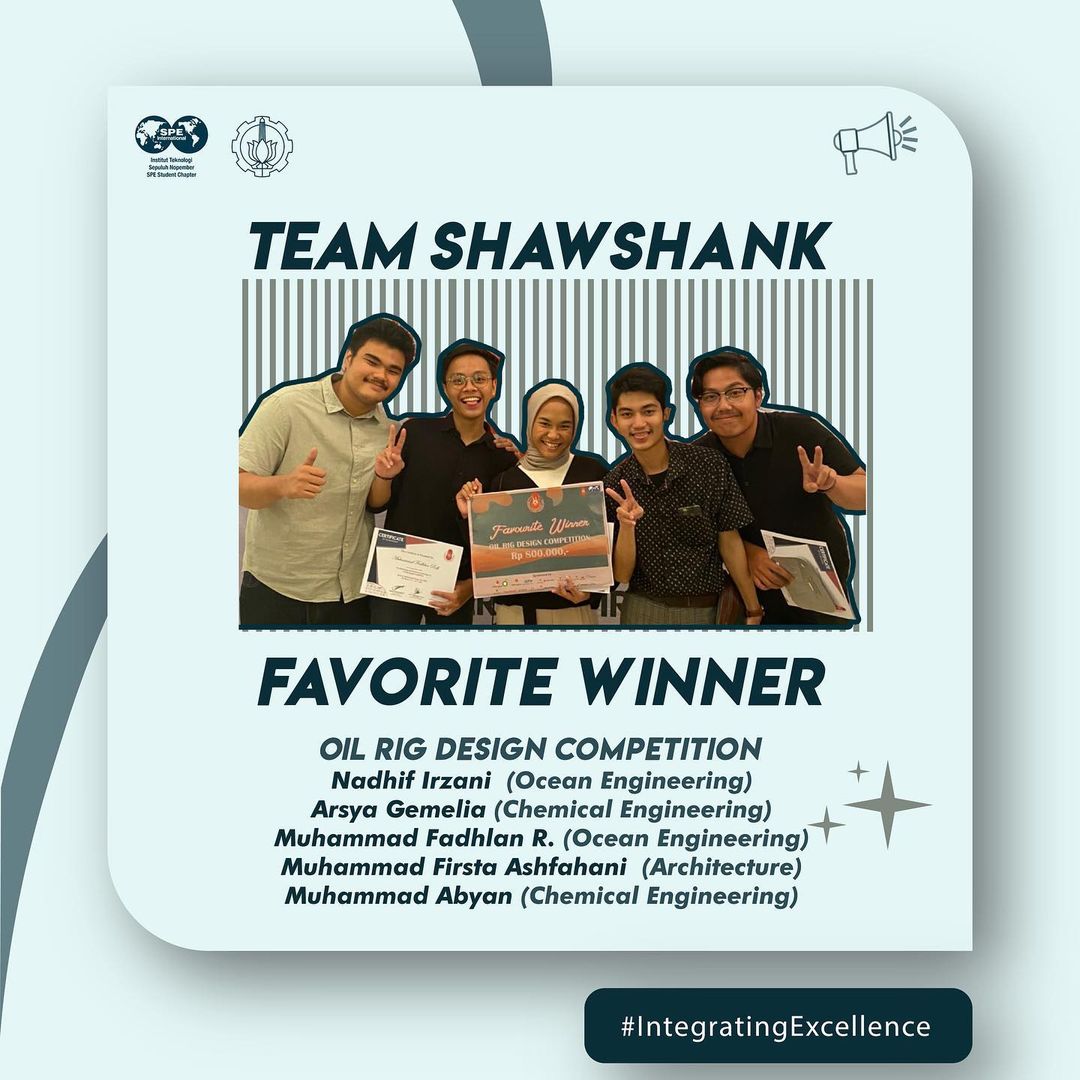 SPE
International
Institut Teknologi
Sepuluh Nopember
SPE Student Chapter
TEAM SHAWSHANK
CERTIFICATE
Favourite Winner
OIL RIG DESIGN COMPETITION
Rp 800.000,-
FAVORITE WINNER
OIL RIG DESIGN COMPETITION
Nadhif Irzani (Ocean Engineering)
Arsya Gemelia (Chemical Engineering)
Muhammad Fadhlan R. (Ocean Engineering)
Muhammad Firsta Ashfahani (Architecture)
Muhammad Abyan (Chemical Engineering)
#IntegratingExcellence